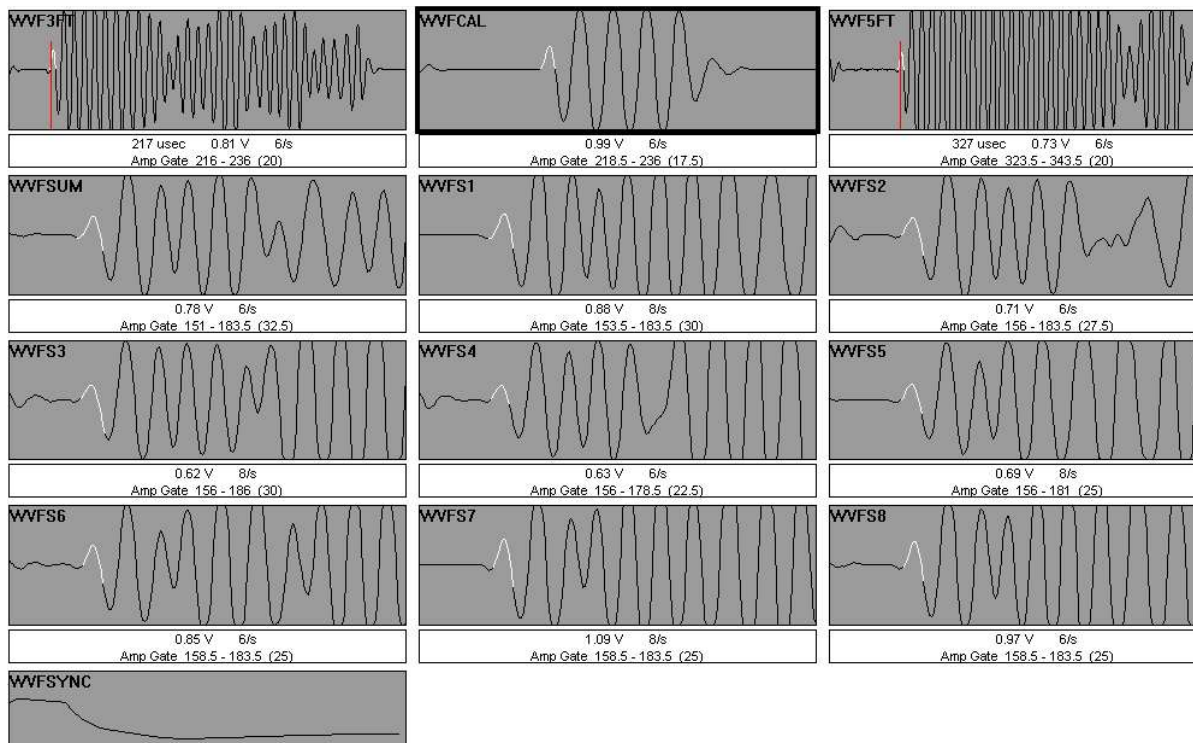 WVF3FT
217 usec 0.81 V 6/s
Amp Gate 216 - 236 (20)
WVFCAL
0.99 V 6/s
Amp Gate 218.5 - 236 (17.5)
WVF5FT
327 usec 0.73 V 6/s
Amp Gate 323.5 - 343.5 (20)
WVFSUM
0.78 V 6/s
Amp Gate 151 - 183.5 (32.5)
WVFS1
0.88 V 8/s
Amp Gate 153.5 - 183.5 (30)
WVFS2
0.71 V 6/s
Amp Gate 156 - 183.5 (27.5)
WVFS3
0.62 V 8/s
Amp Gate 156 - 186 (30)
WVFS4
0.63 V 6/s
Amp Gate 156 - 178.5 (22.5)
WVFS5
0.69 V 8/s
Amp Gate 156 - 181 (25)
WVFS6
0.85 V 6/s
Amp Gate 158.5 - 183.5 (25)
WVFS7
1.09 V 8/s
Amp Gate 158.5 - 183.5 (25)
WVFS8
0.97 V 6/s
Amp Gate 158.5 - 183.5 (25)
WVFSYNC